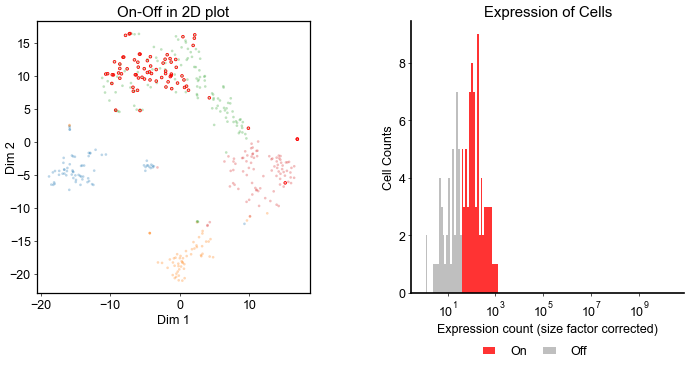 On-Off in 2D plot
Dim 2
15
10
5
0
−5
−10
−15
−20
−20
−10
0
10
Dim 1
Expression of Cells
Cell Counts
8
6
4
2
0
10^1
10^3
10^5
10^7
10^9
Expression count (size factor corrected)
On
Off